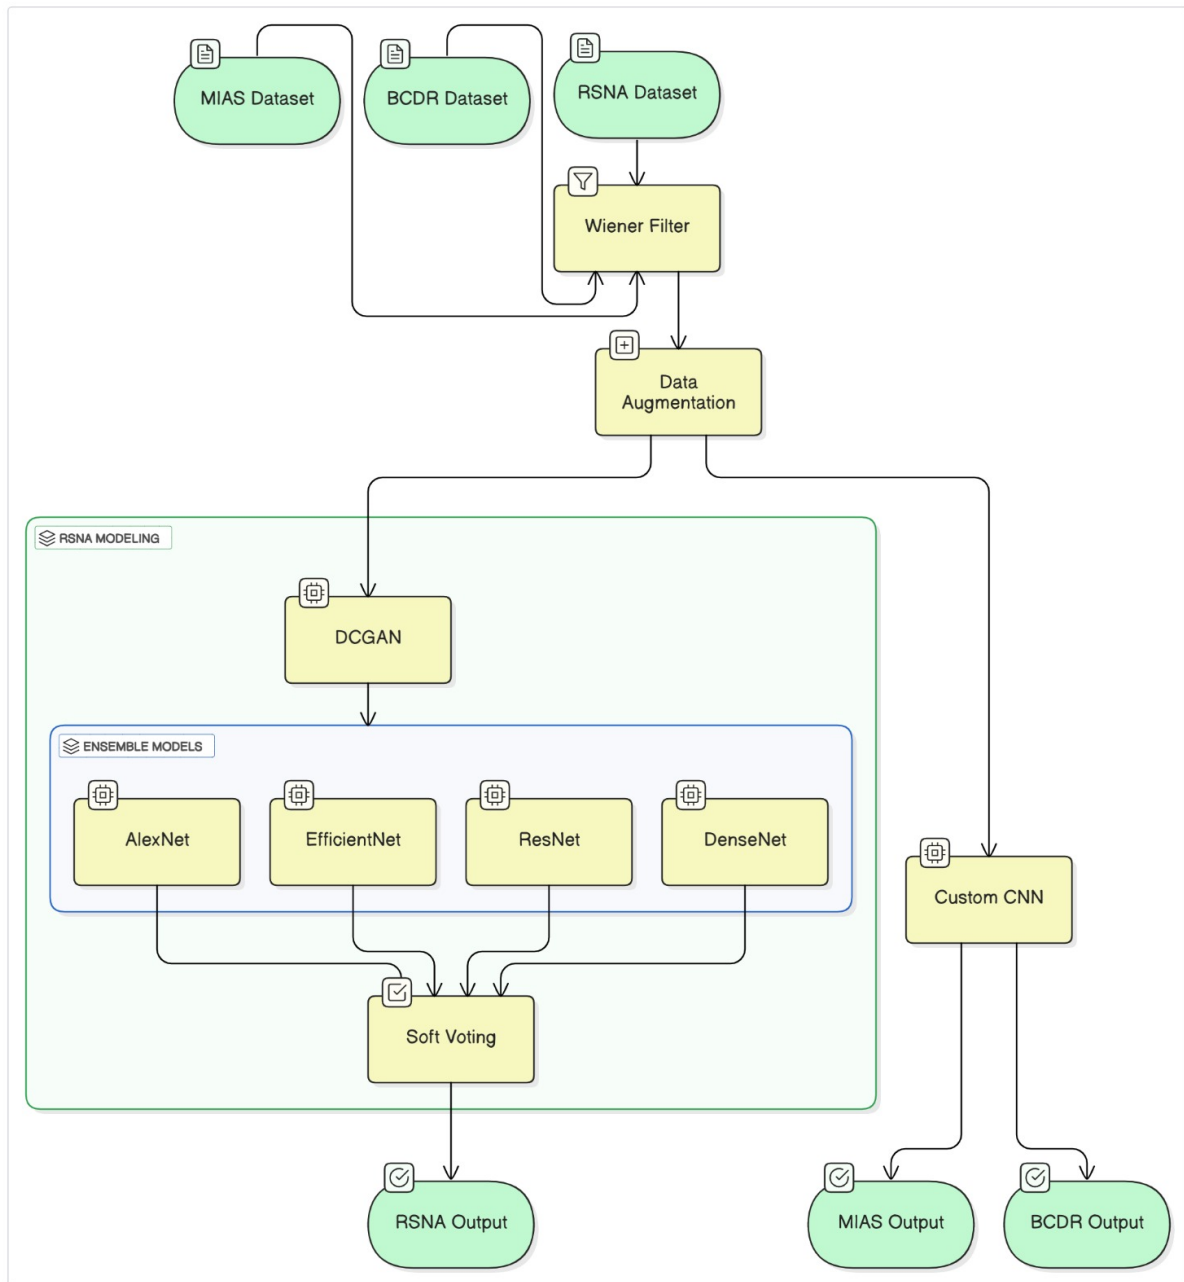 MIAS Dataset
BCDR Dataset
RSNA Dataset
Wiener Filter
Data
Augmentation
RSNA MODELING
DCGAN
ENSEMBLE MODELS
AlexNet
EfficientNet
ResNet
DenseNet
Custom CNN
Soft Voting
RSNA Output
MIAS Output
BCDR Output